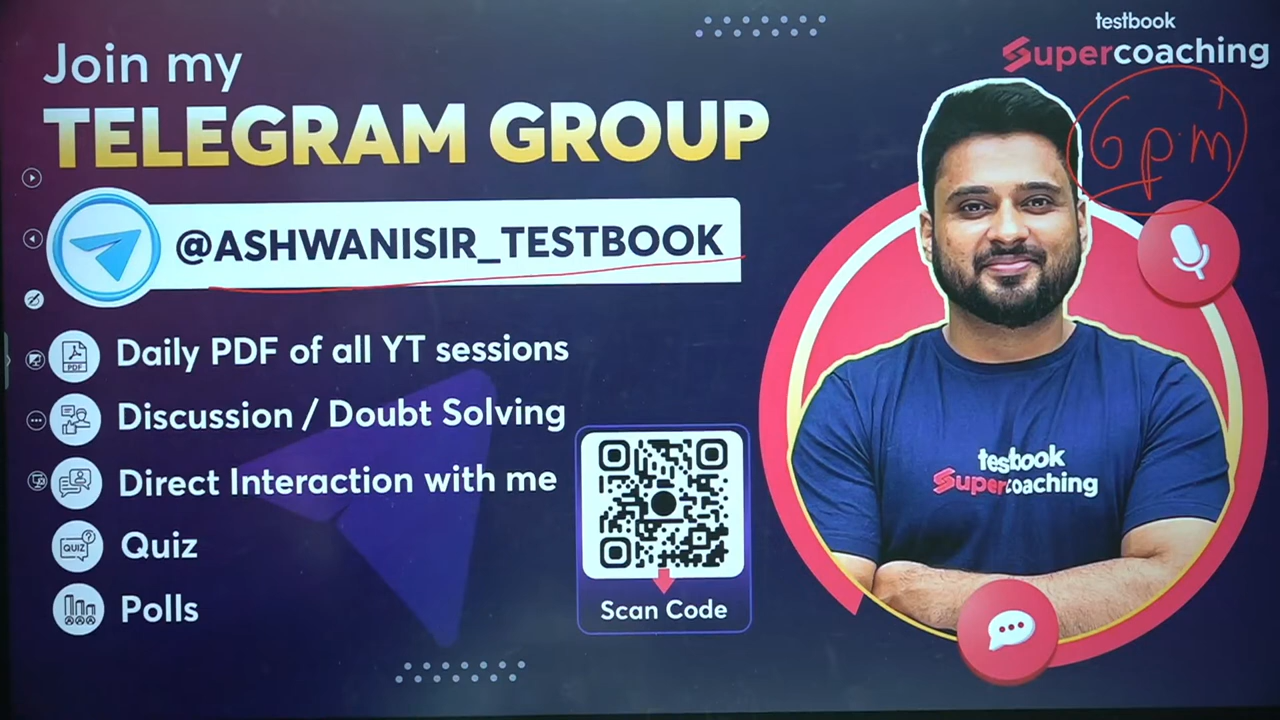 testbook
Supercoaching
Join my
TELEGRAM GROUP
6 p.m
@ASHWANISIR_TESTBOOK
PDF
Daily PDF of all YT sessions
Discussion / Doubt Solving
Direct Interaction with me
QUIZ
Quiz
Polls
Scan Code
testbook
Supercoaching